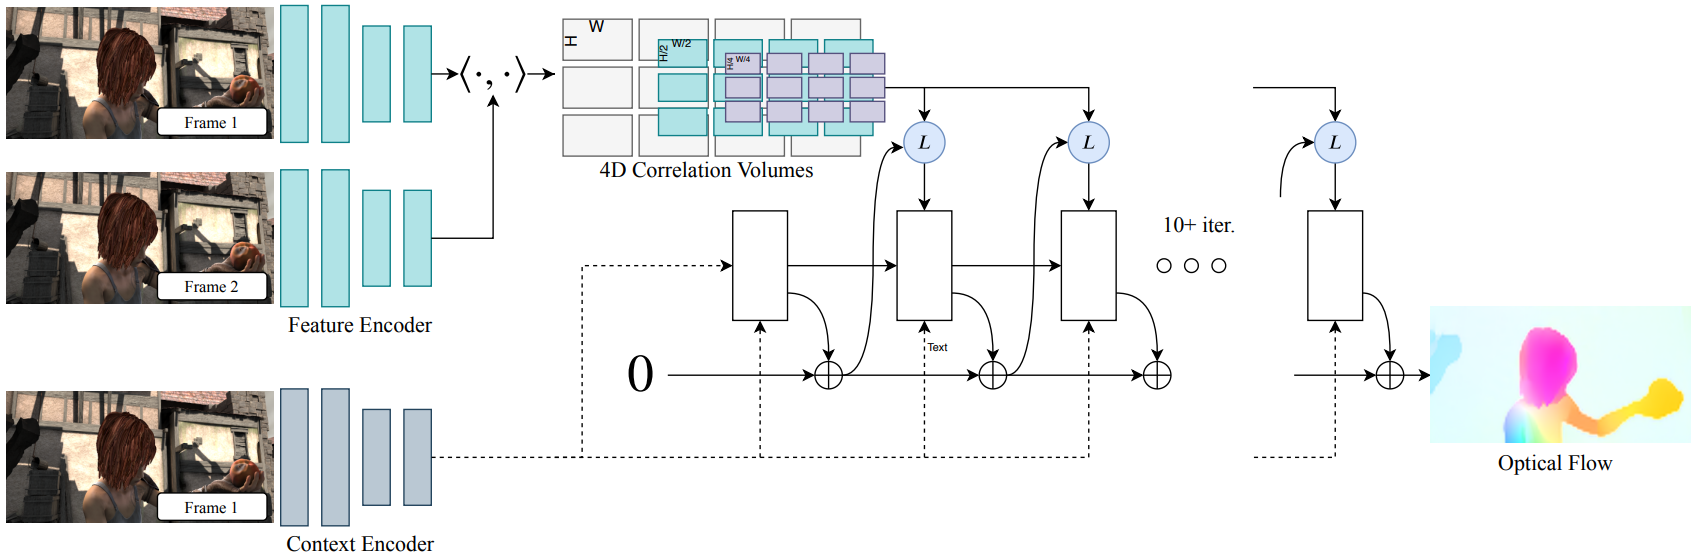 Frame 1
Frame 2
Feature Encoder
Frame 1
Context Encoder
⟨·,·⟩
H
W
H/2
W/2
H/4
W/4
4D Correlation Volumes
L
L
L
10+ iter.
Text
0
Optical Flow